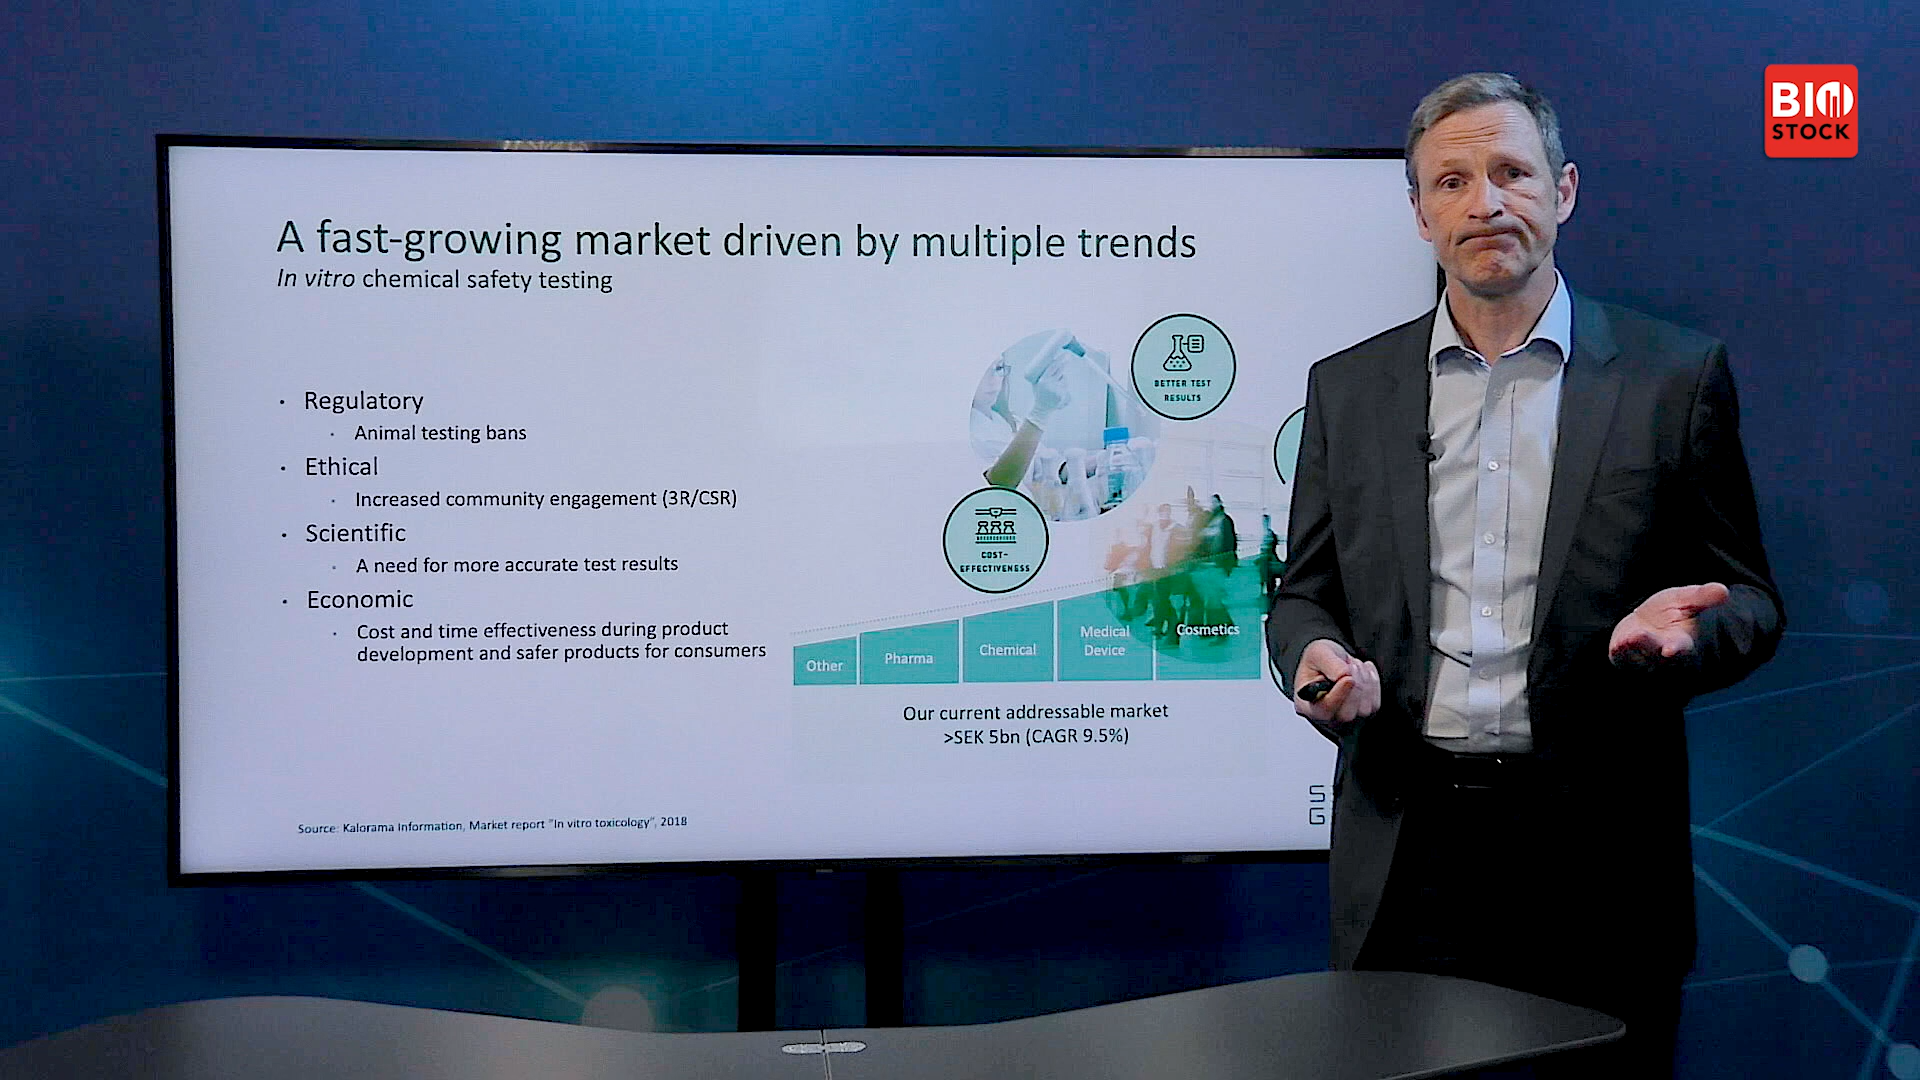 BIO
STOCK
A fast-growing market driven by multiple trends
In vitro chemical safety testing
· Regulatory
· Animal testing bans
· Ethical
· Increased community engagement (3R/CSR)
· Scientific
· A need for more accurate test results
· Economic
· Cost and time effectiveness during product
development and safer products for consumers
BETTER TEST
RESULTS
COST-
EFFECTIVENESS
Other
Pharma
Chemical
Medical
Device
Cosmetics
Our current addressable market
>SEK 5bn (CAGR 9.5%)
Source: Kalorama Information, Market report "In vitro toxicology", 2018
S
G